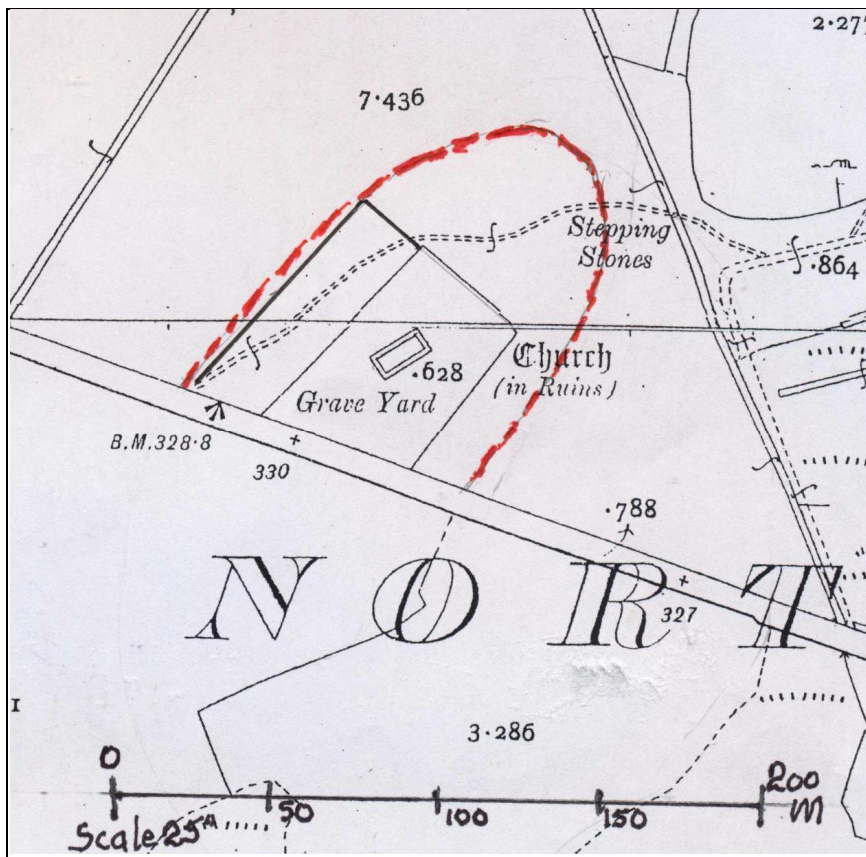 2·27
7·436
Stepping
Stones
·864
Church
(in Ruins)
·628
Grave Yard
B.M.328·8
330
·788
N O R T
327
I
3·286
0
50
100
150
200
M
Scale 25"